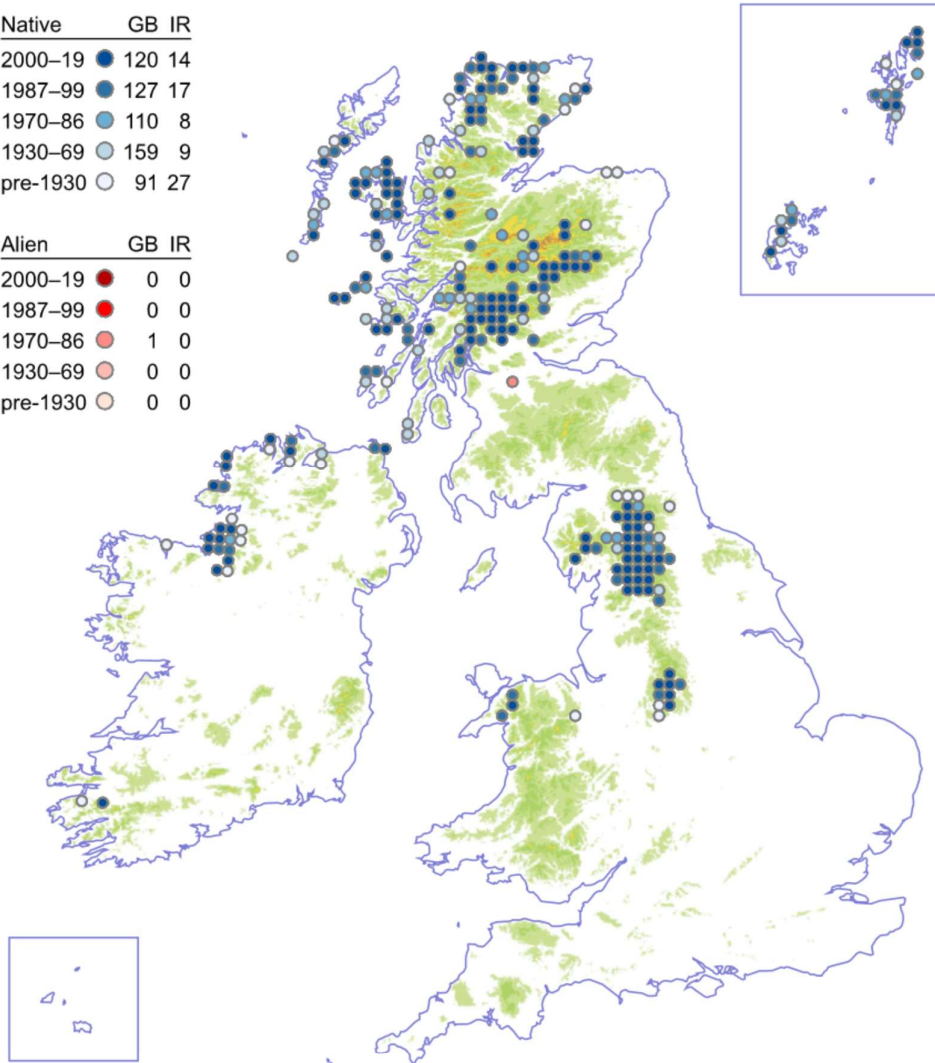 Native GB IR
2000–19 120 14
1987–99 127 17
1970–86 110 8
1930–69 159 9
pre-1930 91 27
Alien GB IR
2000–19 0 0
1987–99 0 0
1970–86 1 0
1930–69 0 0
pre-1930 0 0